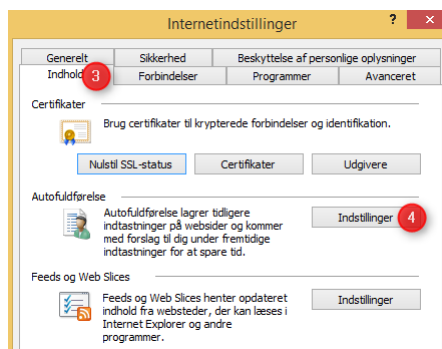 Internetindstillinger ? ×
Generelt Sikkerhed Beskyttelse af personlige oplysninger
Indhold 3 Forbindelser Programmer Avanceret
Certifikater
Brug certifikater til krypterede forbindelser og identifikation.
Nulstil SSL-status Certifikater Udgivere
Autofuldførelse
Autofuldførelse lagrer tidligere
indtastninger på websider og kommer
med forslag til dig under fremtidige
indtastninger for at spare tid.
Indstillinger 4
Feeds og Web Slices
Feeds og Web Slices henter opdateret
indhold fra websteder, der kan læses i
Internet Explorer og andre
programmer.
Indstillinger